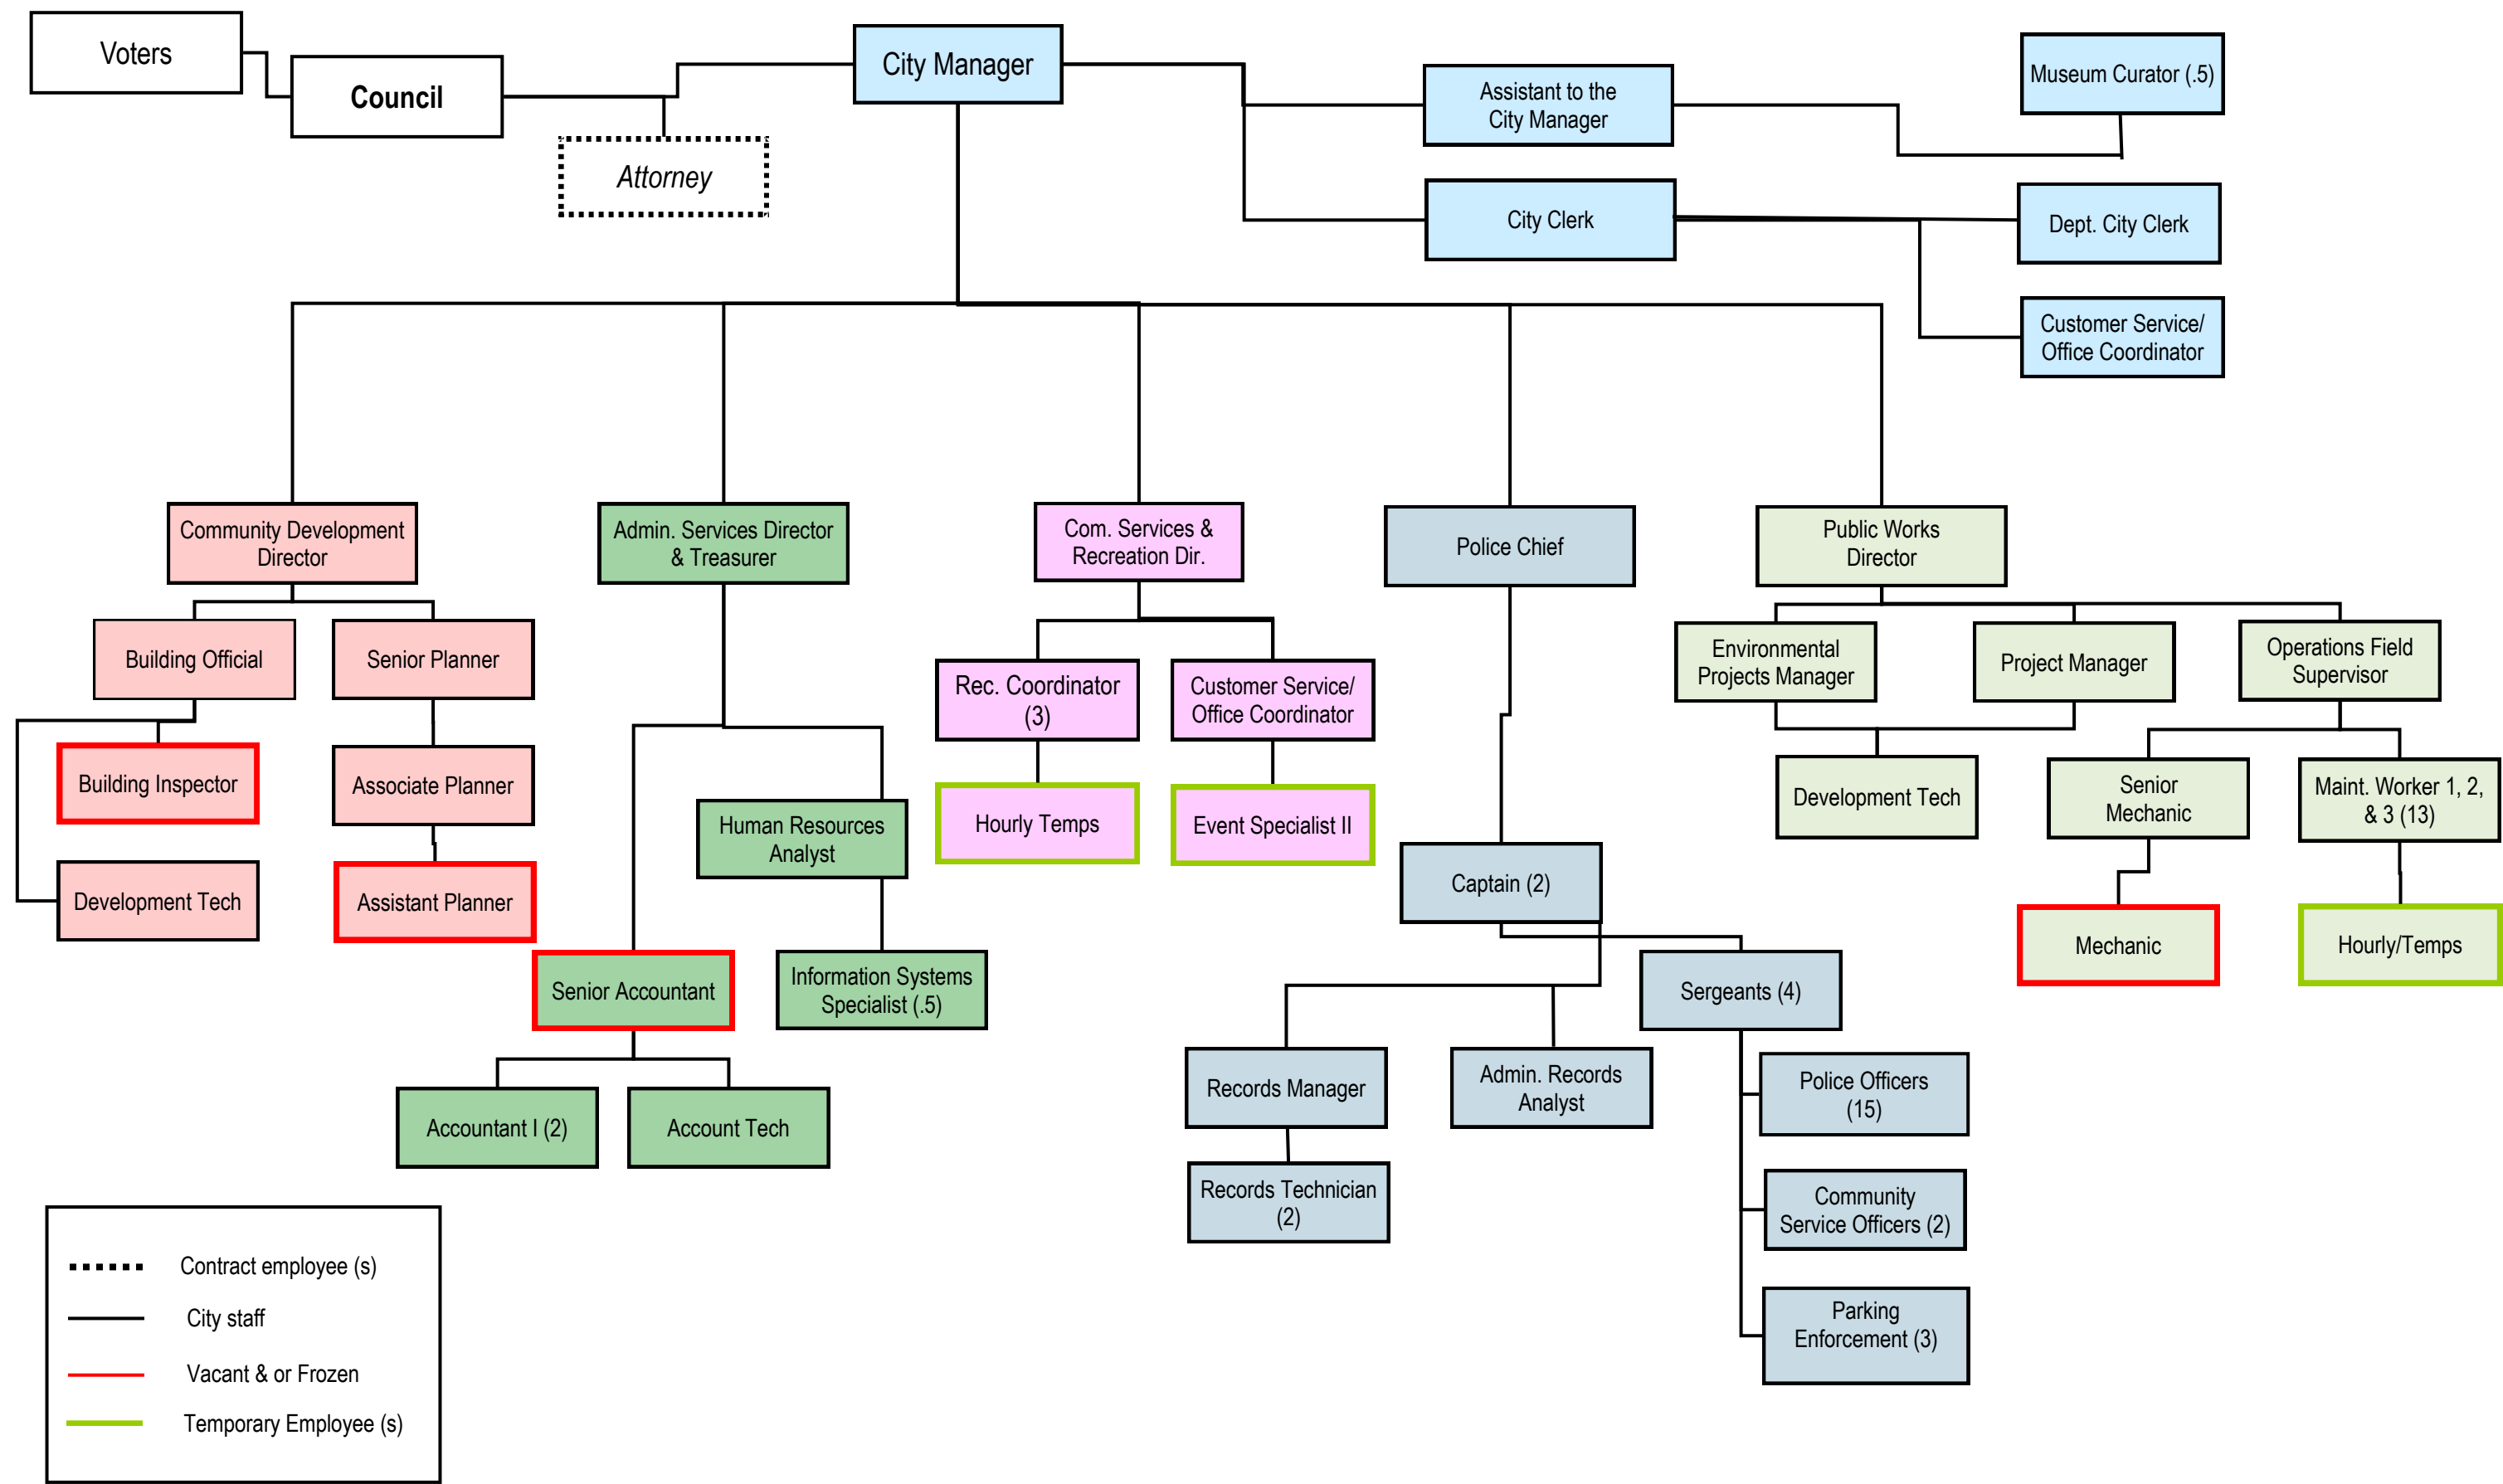 Voters
Council
Attorney
City Manager
Assistant to the
City Manager
Museum Curator (.5)
City Clerk
Dept. City Clerk
Customer Service/
Office Coordinator
Community Development
Director
Admin. Services Director
& Treasurer
Com. Services &
Recreation Dir.
Police Chief
Public Works
Director
Building Official
Senior Planner
Building Inspector
Associate Planner
Development Tech
Assistant Planner
Human Resources
Analyst
Senior Accountant
Information Systems
Specialist (.5)
Accountant I (2)
Account Tech
Rec. Coordinator
(3)
Customer Service/
Office Coordinator
Hourly Temps
Event Specialist II
Captain (2)
Sergeants (4)
Records Manager
Admin. Records
Analyst
Records Technician
(2)
Police Officers
(15)
Community
Service Officers (2)
Parking
Enforcement (3)
Environmental
Projects Manager
Project Manager
Operations Field
Supervisor
Development Tech
Senior
Mechanic
Maint. Worker 1, 2,
& 3 (13)
Mechanic
Hourly/Temps
Contract employee (s)
City staff
Vacant & or Frozen
Temporary Employee (s)